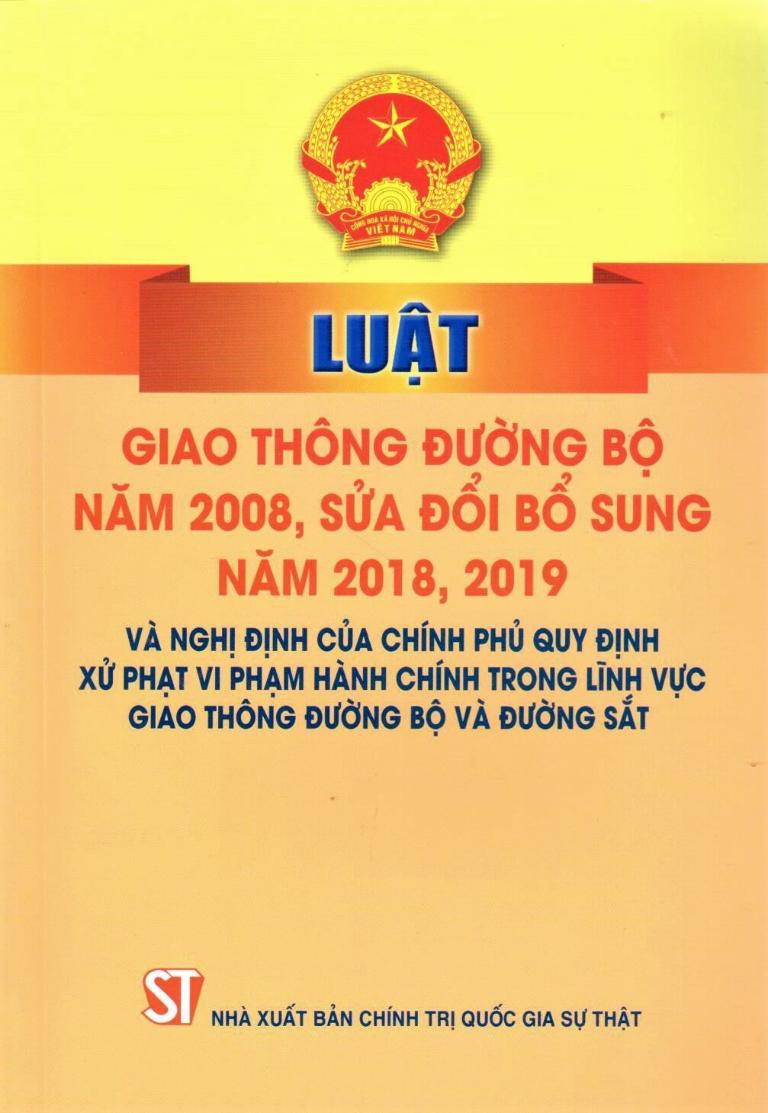 CỘNG HOÀ XÃ HỘI CHỦ NGHĨA
VIỆT NAM
LUẬT
GIAO THÔNG ĐƯỜNG BỘ
NĂM 2008, SỬA ĐỔI BỔ SUNG
NĂM 2018, 2019
VÀ NGHỊ ĐỊNH CỦA CHÍNH PHỦ QUY ĐỊNH
XỬ PHẠT VI PHẠM HÀNH CHÍNH TRONG LĨNH VỰC
GIAO THÔNG ĐƯỜNG BỘ VÀ ĐƯỜNG SẮT
ST
NHÀ XUẤT BẢN CHÍNH TRỊ QUỐC GIA SỰ THẬT